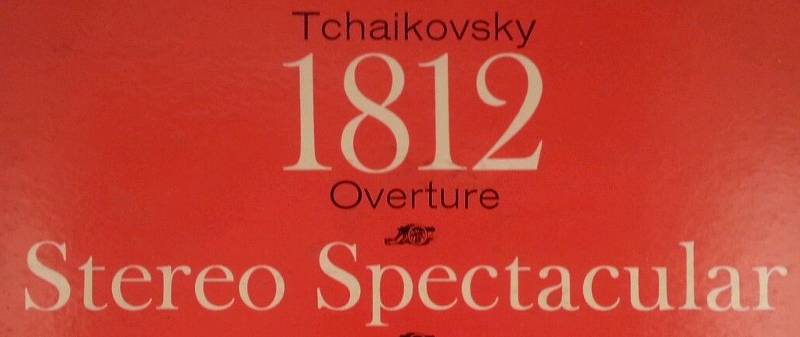 Tchaikovsky
1812
Overture
Stereo Spectacular